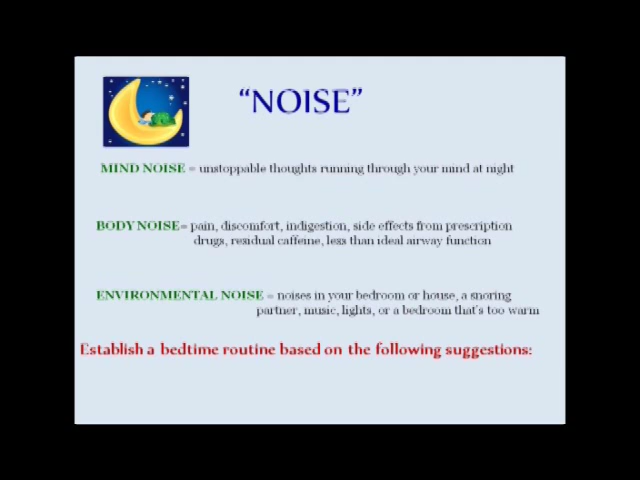 “NOISE”
MIND NOISE = unstoppable thoughts running through your mind at night
BODY NOISE= pain, discomfort, indigestion, side effects from prescription
drugs, residual caffeine, less than ideal airway function
ENVIRONMENTAL NOISE = noises in your bedroom or house, a snoring
partner, music, lights, or a bedroom that's too warm
Establish a bedtime routine based on the following suggestions: